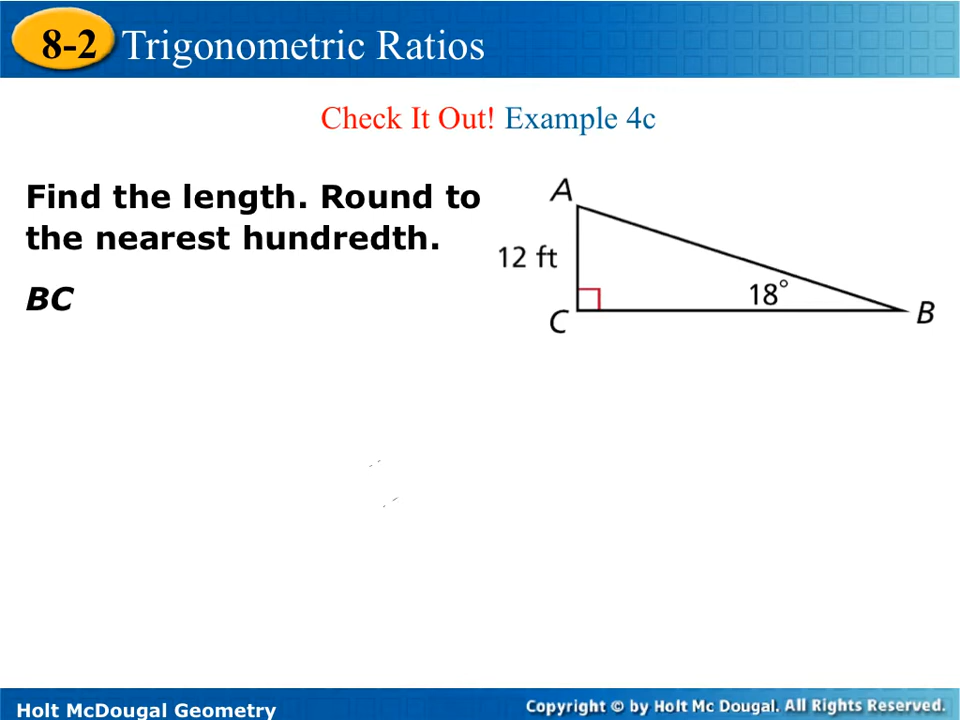 8-2 Trigonometric Ratios
Check It Out! Example 4c
Find the length. Round to
the nearest hundredth.
BC
A
12 ft
18°
C
B
Holt McDougal Geometry
Copyright © by Holt Mc Dougal. All Rights Reserved.